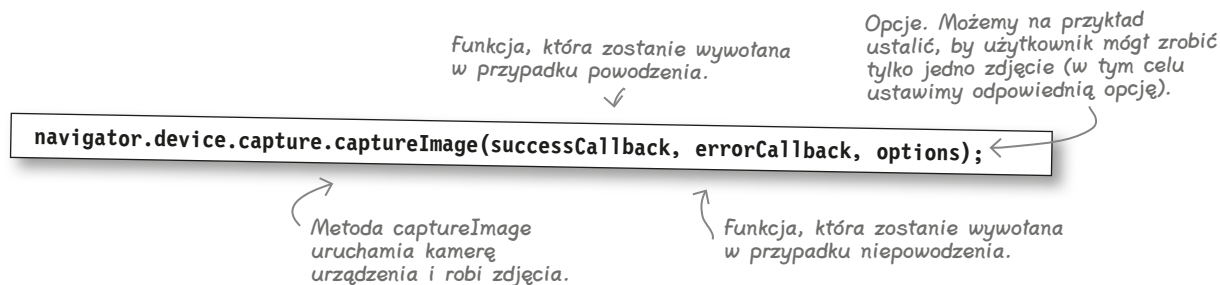 Opcje. Możemy na przykład
ustalić, by użytkownik mógł zrobić
tylko jedno zdjęcie (w tym celu
ustawimy odpowiednią opcję).
Funkcja, która zostanie wywołana
w przypadku powodzenia.
navigator.device.capture.captureImage(successCallback, errorCallback, options);
Metoda captureImage
uruchamia kamerę
urządzenia i robi zdjęcia.
Funkcja, która zostanie wywołana
w przypadku niepowodzenia.